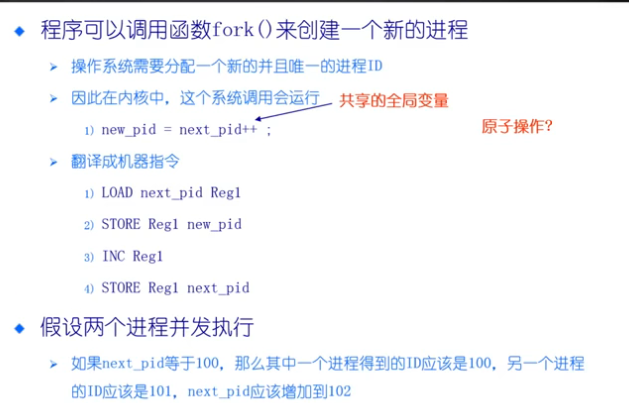 程序可以调用函数fork()来创建一个新的进程
操作系统需要分配一个新的并且唯一的进程ID
因此在内核中，这个系统调用会运行
共享的全局变量
1) new_pid = next_pid++ ;
原子操作?
翻译成机器指令
1) LOAD next_pid Reg1
2) STORE Reg1 new_pid
3) INC Reg1
4) STORE Reg1 next_pid
假设两个进程并发执行
如果next_pid等于100，那么其中一个进程得到的ID应该是100，另一个进程
的ID应该是101，next_pid应该增加到102